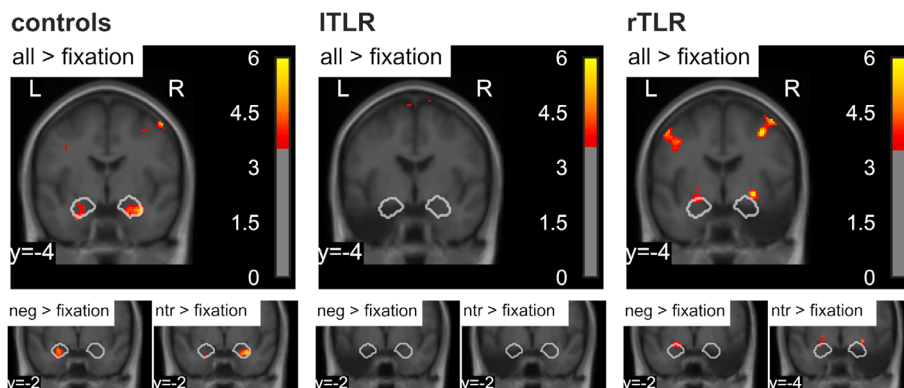 controls
all > fixation
L
R
6
4.5
3
1.5
0
y=-4
neg > fixation
y=-2
ntr > fixation
y=-2
lTLR
all > fixation
L
R
6
4.5
3
1.5
0
y=-4
neg > fixation
y=-2
ntr > fixation
y=-2
rTLR
all > fixation
L
R
6
4.5
3
1.5
0
y=-4
neg > fixation
y=-2
ntr > fixation
y=-4